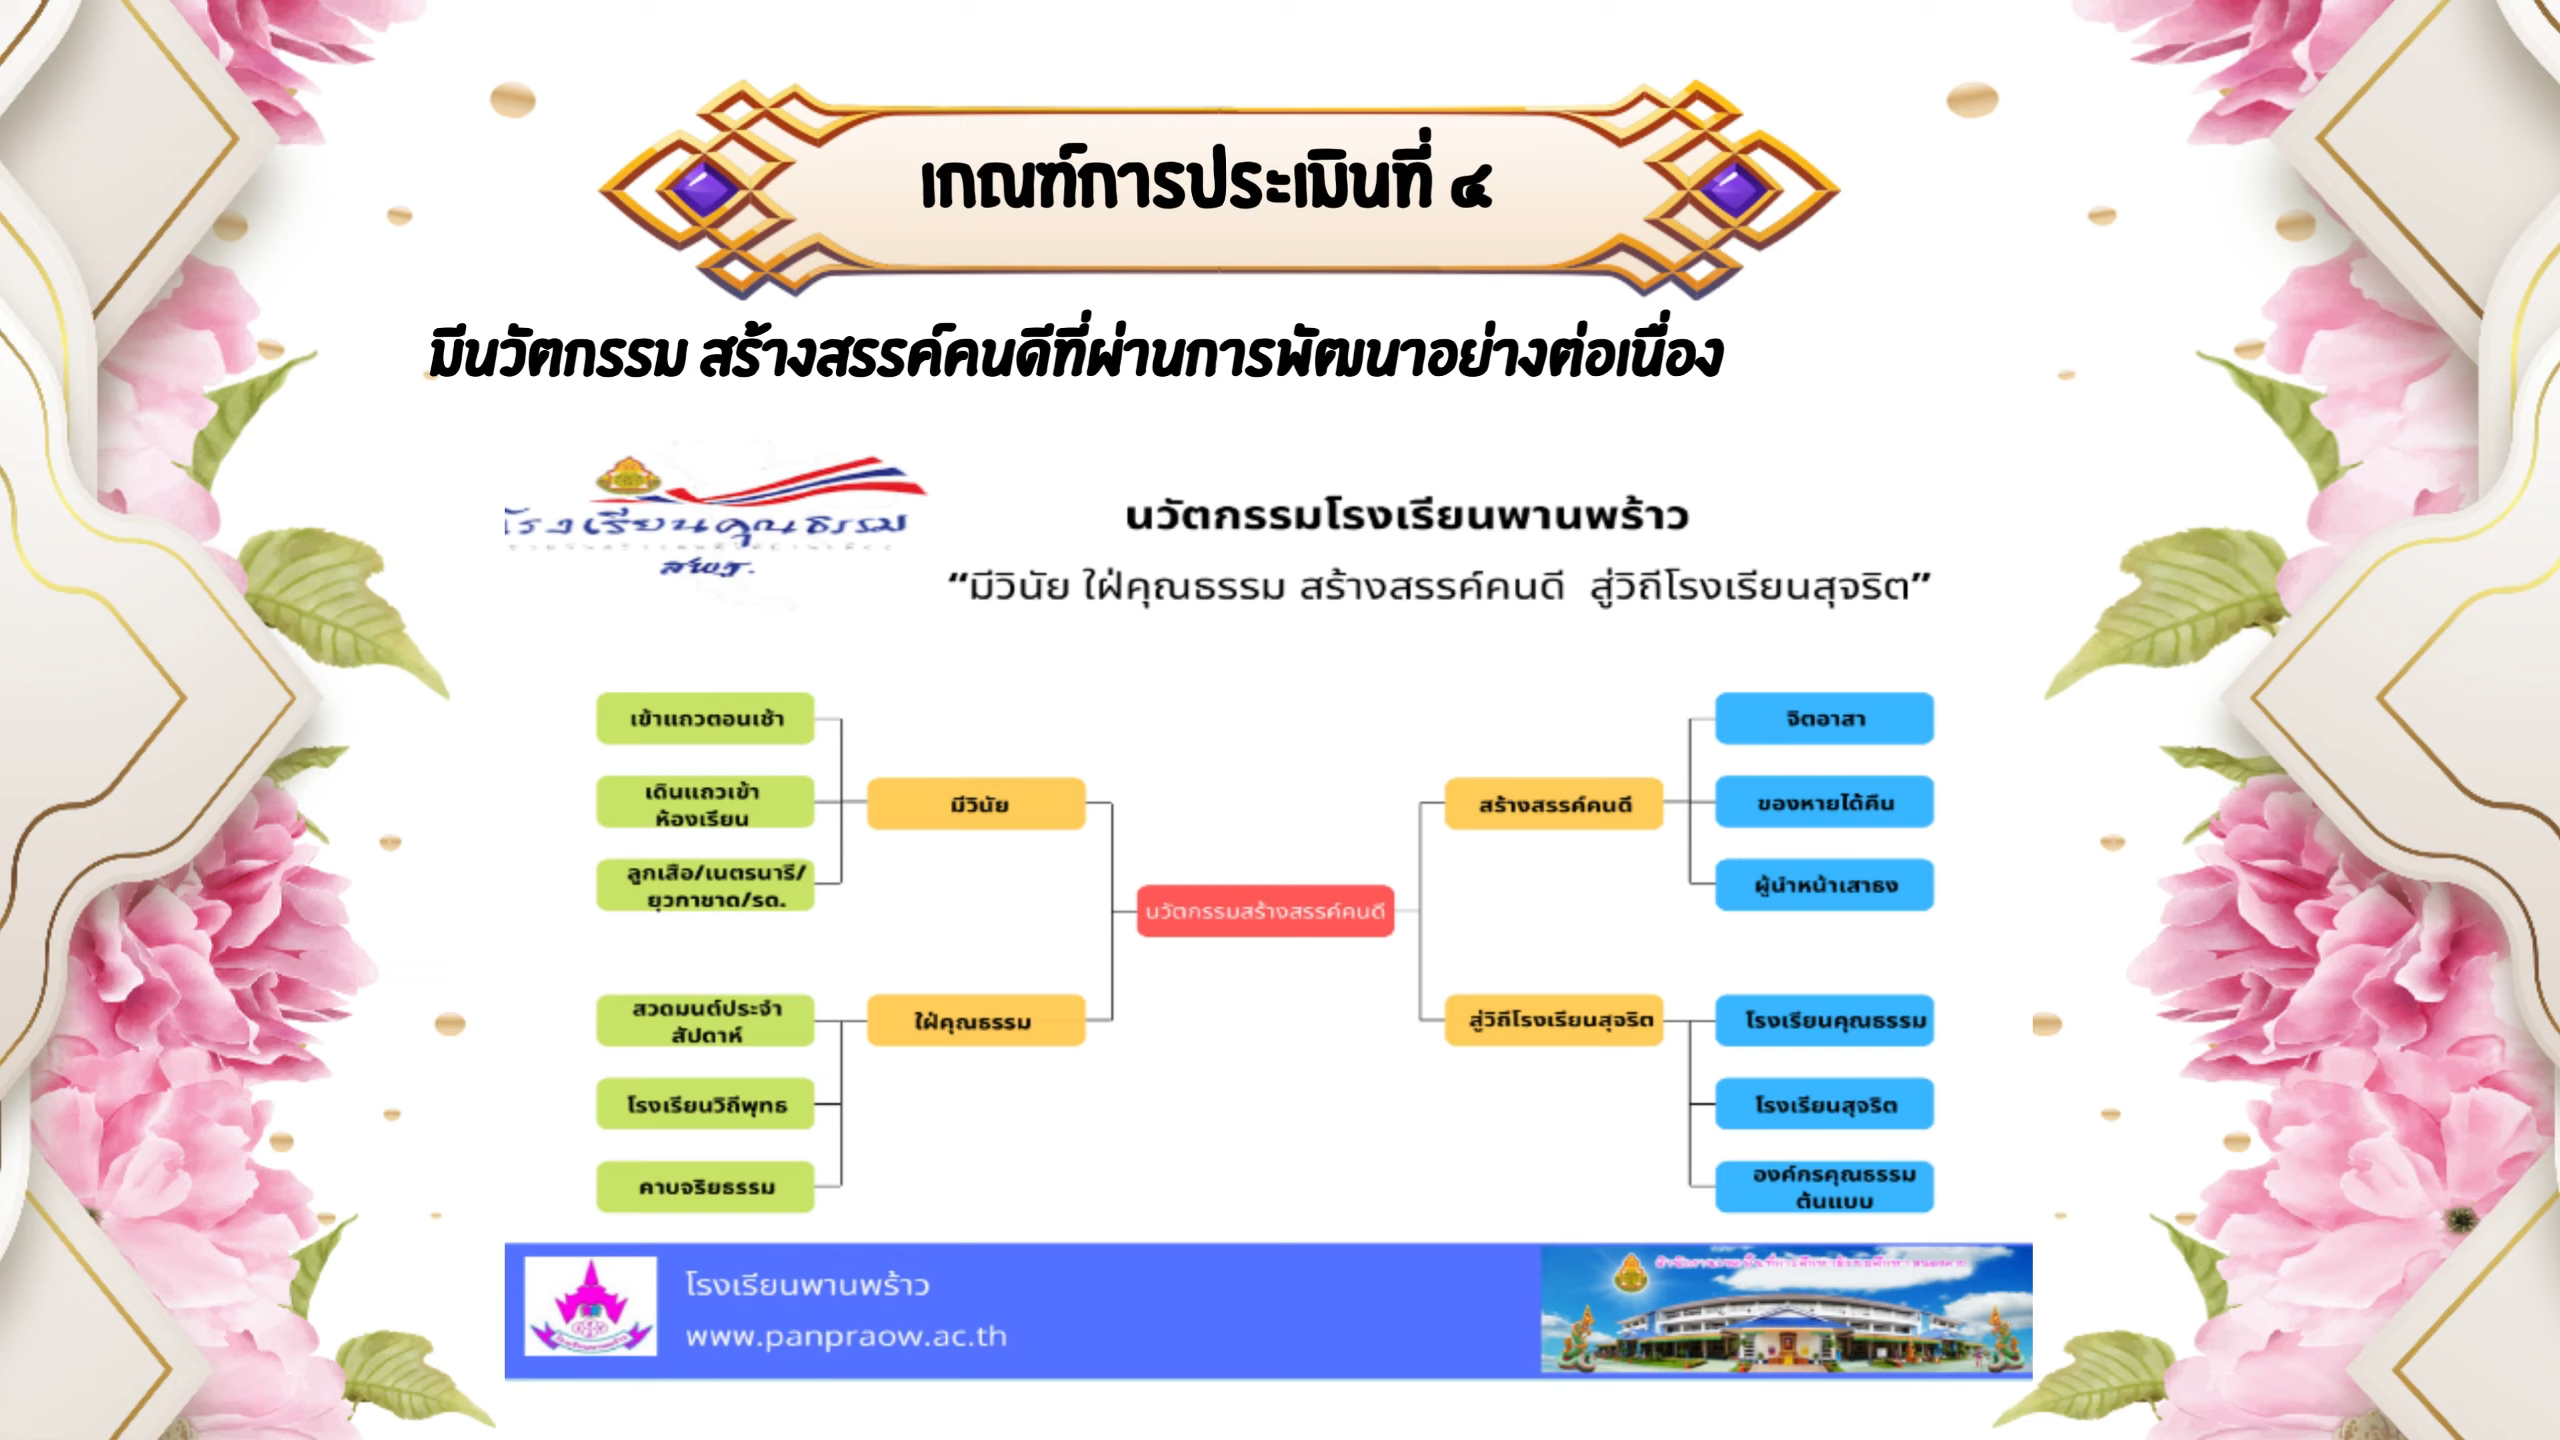 เกณฑ์การประเมินที่ ๔
มีนวัตกรรม สร้างสรรค์คนดีที่ผ่านการพัฒนาอย่างต่อเนื่อง
โรงเรียนคุณธรรม
สพฐ.
นวัตกรรมโรงเรียนพานพร้าว
“มีวินัย ใฝ่คุณธรรม สร้างสรรค์คนดี สู่วิถีโรงเรียนสุจริต”
เข้าแถวตอนเช้า
เดินแถวเข้า
ห้องเรียน
ลูกเสือ/เนตรนารี/
ยุวกาชาด/รด.
มีวินัย
สวดมนต์ประจำ
สัปดาห์
โรงเรียนวิถีพุทธ
คาบจริยธรรม
ใฝ่คุณธรรม
นวัตกรรมสร้างสรรค์คนดี
สร้างสรรค์คนดี
จิตอาสา
ของหายได้คืน
ผู้นำหน้าเสาธง
สู่วิถีโรงเรียนสุจริต
โรงเรียนคุณธรรม
โรงเรียนสุจริต
องค์กรคุณธรรม
ต้นแบบ
โรงเรียนพานพร้าว
www.panpraow.ac.th